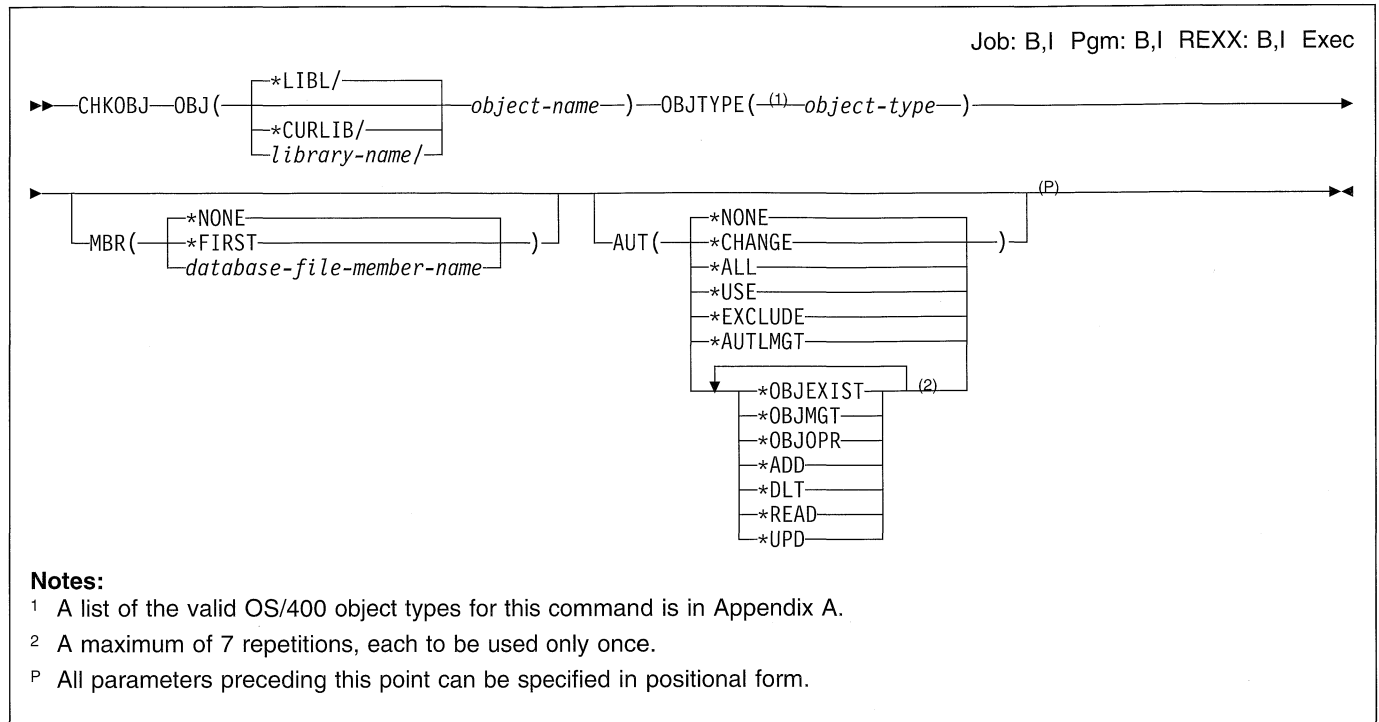 Job: B,I Pgm: B,I REXX: B,I Exec
*LIBL/
CHKOBJ OBJ( object-name ) OBJTYPE( (1) object-type )
*CURLIB/
library-name/
(P)
*NONE *NONE
MBR( *FIRST ) AUT( *CHANGE )
database-file-member-name *ALL
*USE
*EXCLUDE
*AUTLMGT
*OBJEXIST (2)
*OBJMGT
*OBJOPR
*ADD
*DLT
*READ
*UPD
Notes:
1 A list of the valid OS/400 object types for this command is in Appendix A.
2 A maximum of 7 repetitions, each to be used only once.
P All parameters preceding this point can be specified in positional form.